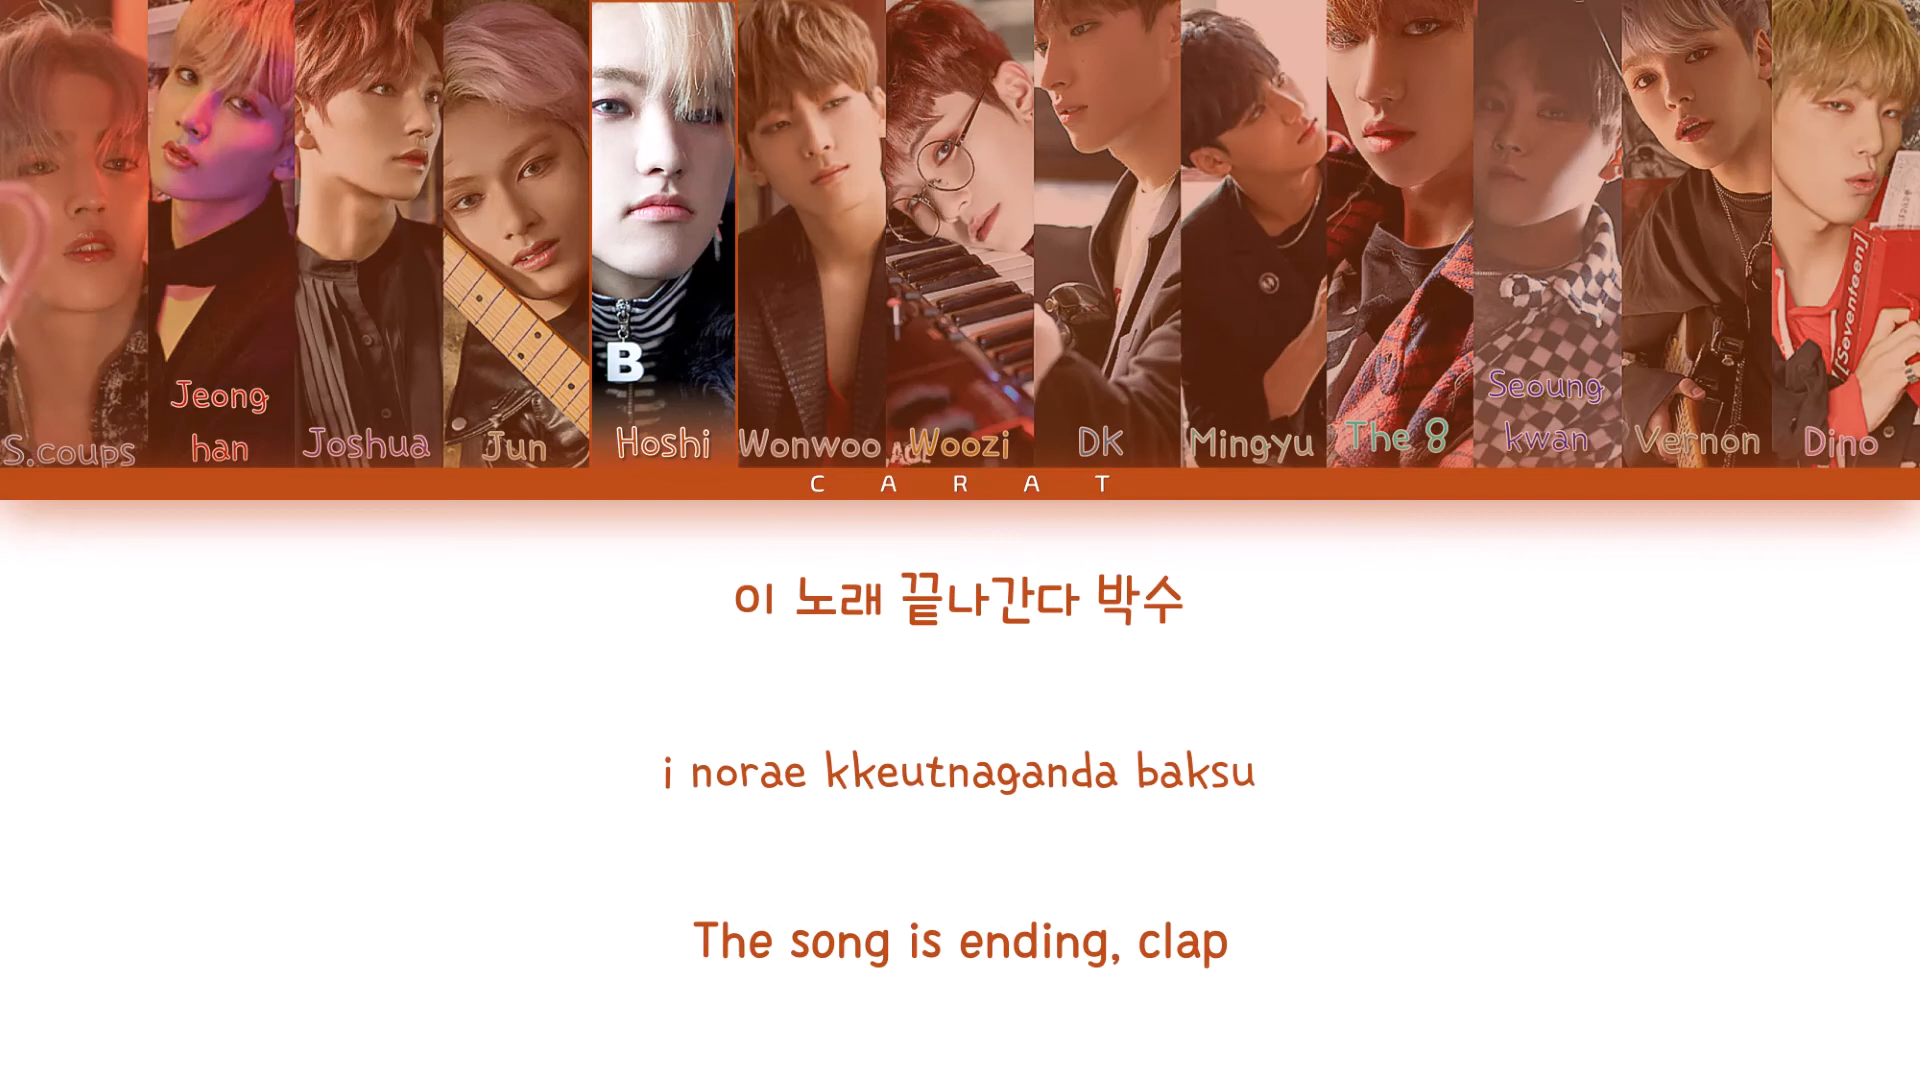 B
[Seventeen]
Jeong
han
Seoung
kwan
S.coups
Joshua
Jun
Hoshi
Wonwoo
Woozi
DK
Mingyu
The 8
Vernon
Dino
C A R A T
이 노래 끝나간다 박수
i norae kkeutnaganda baksu
The song is ending, clap